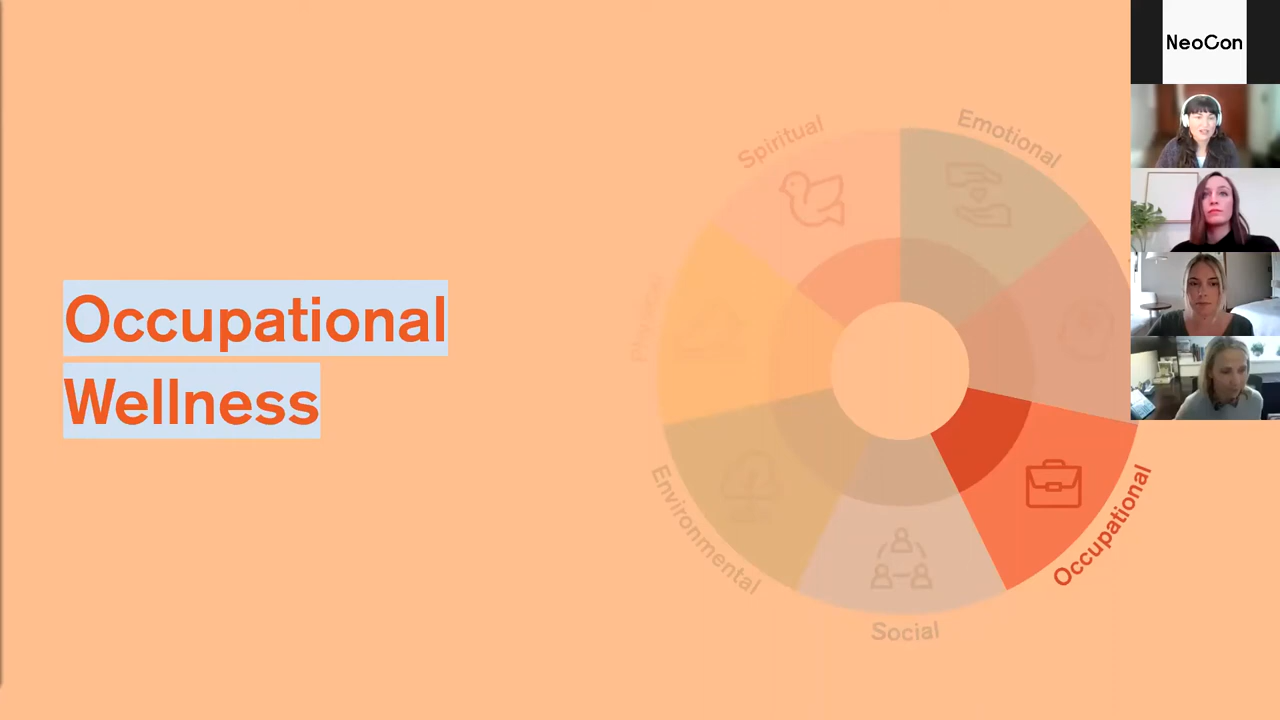 Occupational
Wellness
Spiritual
Emotional
Environmental
Occupational
Social
NeoCon